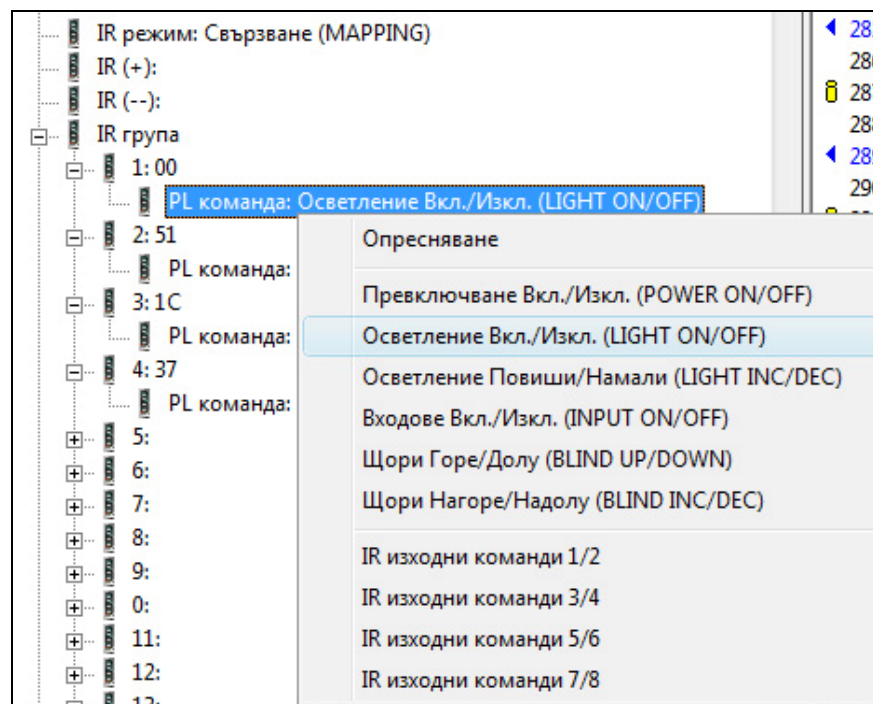 IR режим: Свързване (MAPPING)
IR (+):
IR (--):
IR група
1: 00
PL команда: Осветление Вкл./Изкл. (LIGHT ON/OFF)
2: 51
PL команда:
3: 1C
PL команда:
4: 37
PL команда:
5:
6:
7:
8:
9:
0:
11:
12:
Опресняване
Превключване Вкл./Изкл. (POWER ON/OFF)
Осветление Вкл./Изкл. (LIGHT ON/OFF)
Осветление Повиши/Намали (LIGHT INC/DEC)
Входове Вкл./Изкл. (INPUT ON/OFF)
Щори Горе/Долу (BLIND UP/DOWN)
Щори Нагоре/Надолу (BLIND INC/DEC)
IR изходни команди 1/2
IR изходни команди 3/4
IR изходни команди 5/6
IR изходни команди 7/8